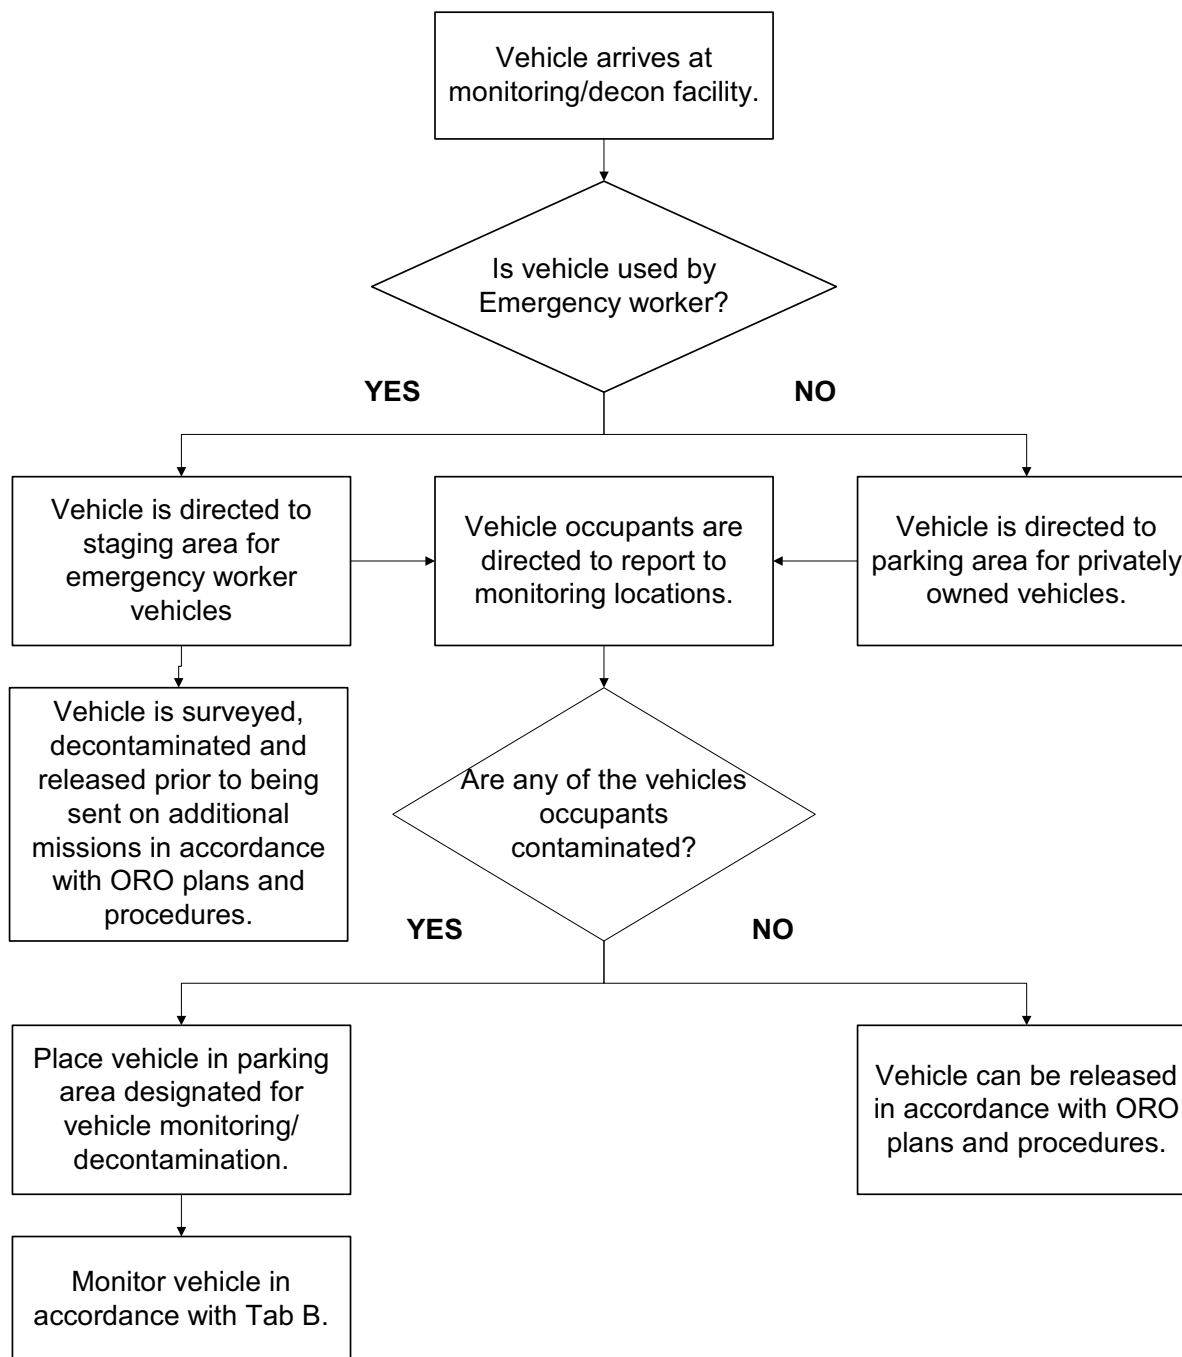 Vehicle arrives at
monitoring/decon facility.
Is vehicle used by
Emergency worker?
YES
NO
Vehicle is directed to
staging area for
emergency worker
vehicles
Vehicle occupants are
directed to report to
monitoring locations.
Vehicle is directed to
parking area for privately
owned vehicles.
Vehicle is surveyed,
decontaminated and
released prior to being
sent on additional
missions in accordance
with ORO plans and
procedures.
Are any of the vehicles
occupants
contaminated?
YES
NO
Place vehicle in parking
area designated for
vehicle monitoring/
decontamination.
Vehicle can be released
in accordance with ORO
plans and procedures.
Monitor vehicle in
accordance with Tab B.